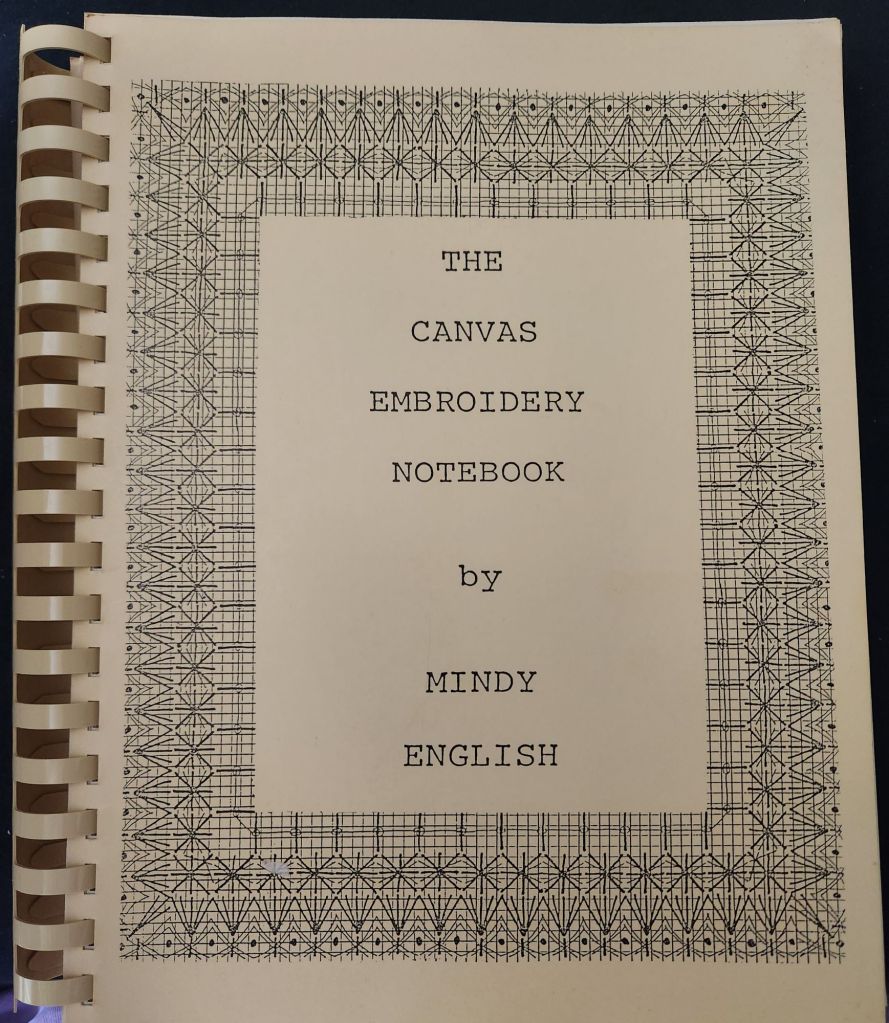 THE
CANVAS
EMBROIDERY
NOTEBOOK
by
MINDY
ENGLISH